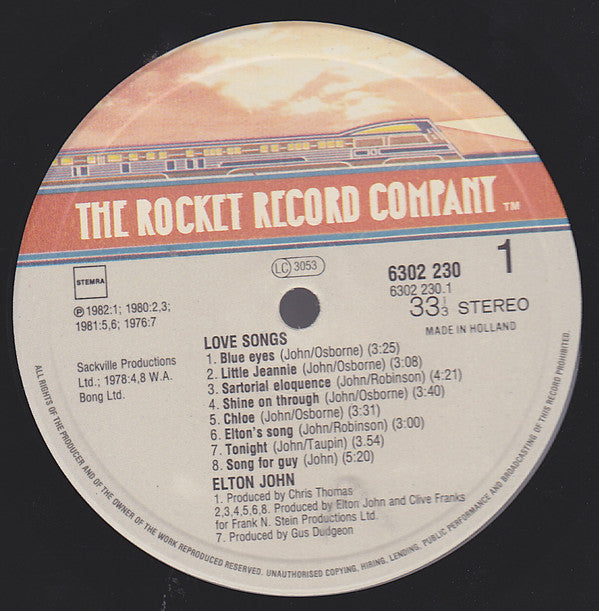 THE ROCKET RECORD COMPANY TM
STEMRA
LC 3053
6302 230
1
6302 230.1
33 1/3 STEREO
MADE IN HOLLAND
℗ 1982:1; 1980:2,3;
1981:5,6; 1976:7
Sackville Productions
Ltd.; 1978:4,8 W.A.
Bong Ltd.
LOVE SONGS
1. Blue eyes (John/Osborne) (3:25)
2. Little Jeannie (John/Osborne) (3:08)
3. Sartorial eloquence (John/Robinson) (4:21)
4. Shine on through (John/Osborne) (3:40)
5. Chloe (John/Osborne) (3:31)
6. Elton's song (John/Robinson) (3:00)
7. Tonight (John/Taupin) (3.54)
8. Song for guy (John) (5:20)
ELTON JOHN
1. Produced by Chris Thomas
2,3,4,5,6,8. Produced by Elton John and Clive Franks
for Frank N. Stein Productions Ltd.
7. Produced by Gus Dudgeon
ALL RIGHTS OF THE PRODUCER AND OF THE OWNER OF THE WORK REPRODUCED RESERVED. UNAUTHORISED COPYING, HIRING, LENDING, PUBLIC PERFORMANCE AND BROADCASTING OF THIS RECORD PROHIBITED.